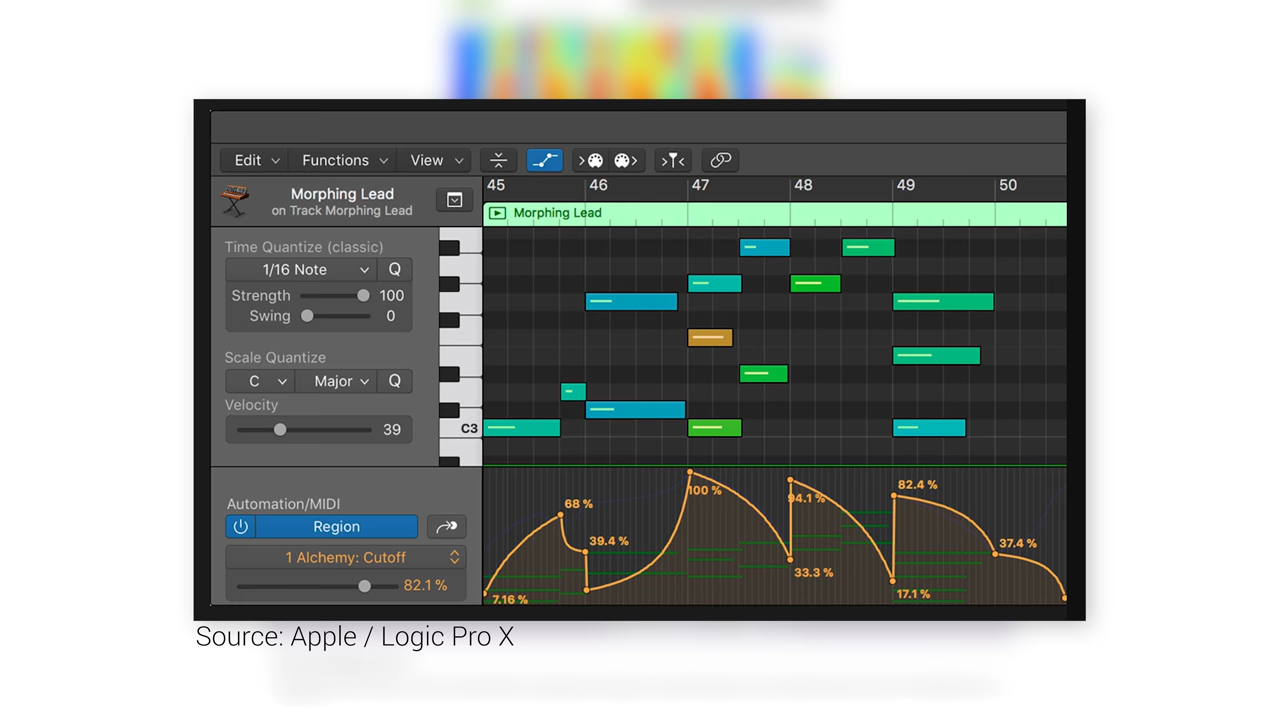 Edit Functions View
45 46 47 48 49 50
Morphing Lead
on Track Morphing Lead
Morphing Lead
Time Quantize (classic)
1/16 Note Q
Strength 100
Swing 0
Scale Quantize
C Major Q
Velocity
39
C3
Automation/MIDI
Region
1 Alchemy: Cutoff
82.1 %
7.16 %
68 %
39.4 %
100 %
94.1 %
33.3 %
82.4 %
17.1 %
37.4 %
Source: Apple / Logic Pro X